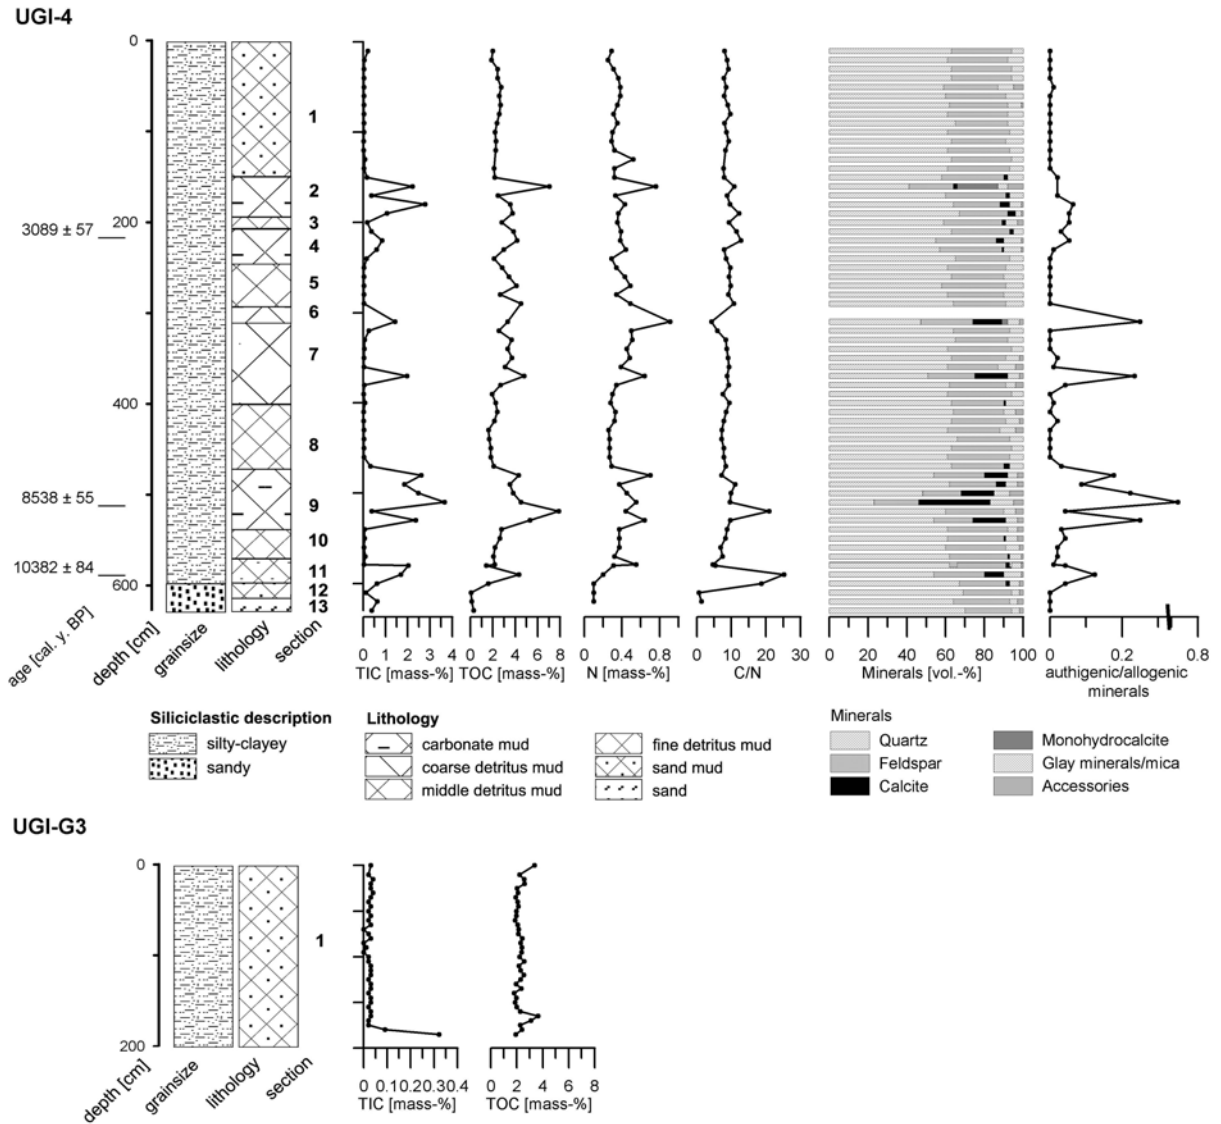 UGI-4
0
200
400
600
3089 ± 57
8538 ± 55
10382 ± 84
1
2
3
4
5
6
7
8
9
10
11
12
13
age [cal. y. BP]
depth [cm]
grainsize
lithology
section
0 1 2 3 4
TIC [mass-%]
0 2 4 6 8
TOC [mass-%]
0 0.4 0.8
N [mass-%]
0 10 20 30
C/N
0 20 40 60 80 100
Minerals [vol.-%]
0 0.2 0.8
authigenic/allogenic
minerals
Siliciclastic description
silty-clayey
sandy
Lithology
carbonate mud
coarse detritus mud
middle detritus mud
fine detritus mud
sand mud
sand
Minerals
Quartz
Feldspar
Calcite
Monohydrocalcite
Glay minerals/mica
Accessories
UGI-G3
0
200
1
depth [cm]
grainsize
lithology
section
0 0.1 0.2 0.3 0.4
TIC [mass-%]
0 2 4 6 8
TOC [mass-%]